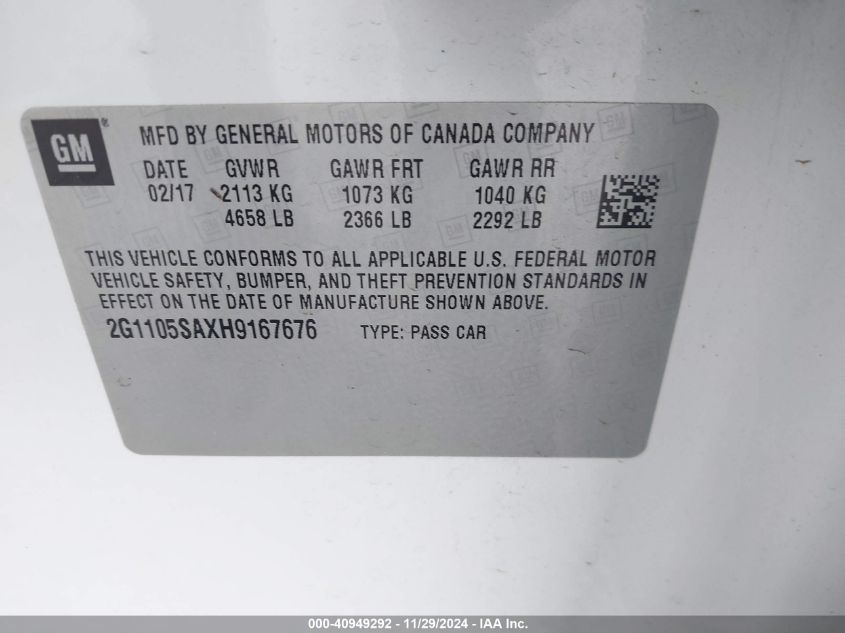 GM ® MFD BY GENERAL MOTORS OF CANADA COMPANY
DATE GVWR GAWR FRT GAWR RR
02/17 2113 KG 1073 KG 1040 KG
4658 LB 2366 LB 2292 LB
THIS VEHICLE CONFORMS TO ALL APPLICABLE U.S. FEDERAL MOTOR
VEHICLE SAFETY, BUMPER, AND THEFT PREVENTION STANDARDS IN
EFFECT ON THE DATE OF MANUFACTURE SHOWN ABOVE.
2G1105SAXH9167676 TYPE: PASS CAR
000-40949292 - 11/29/2024 - IAA Inc.